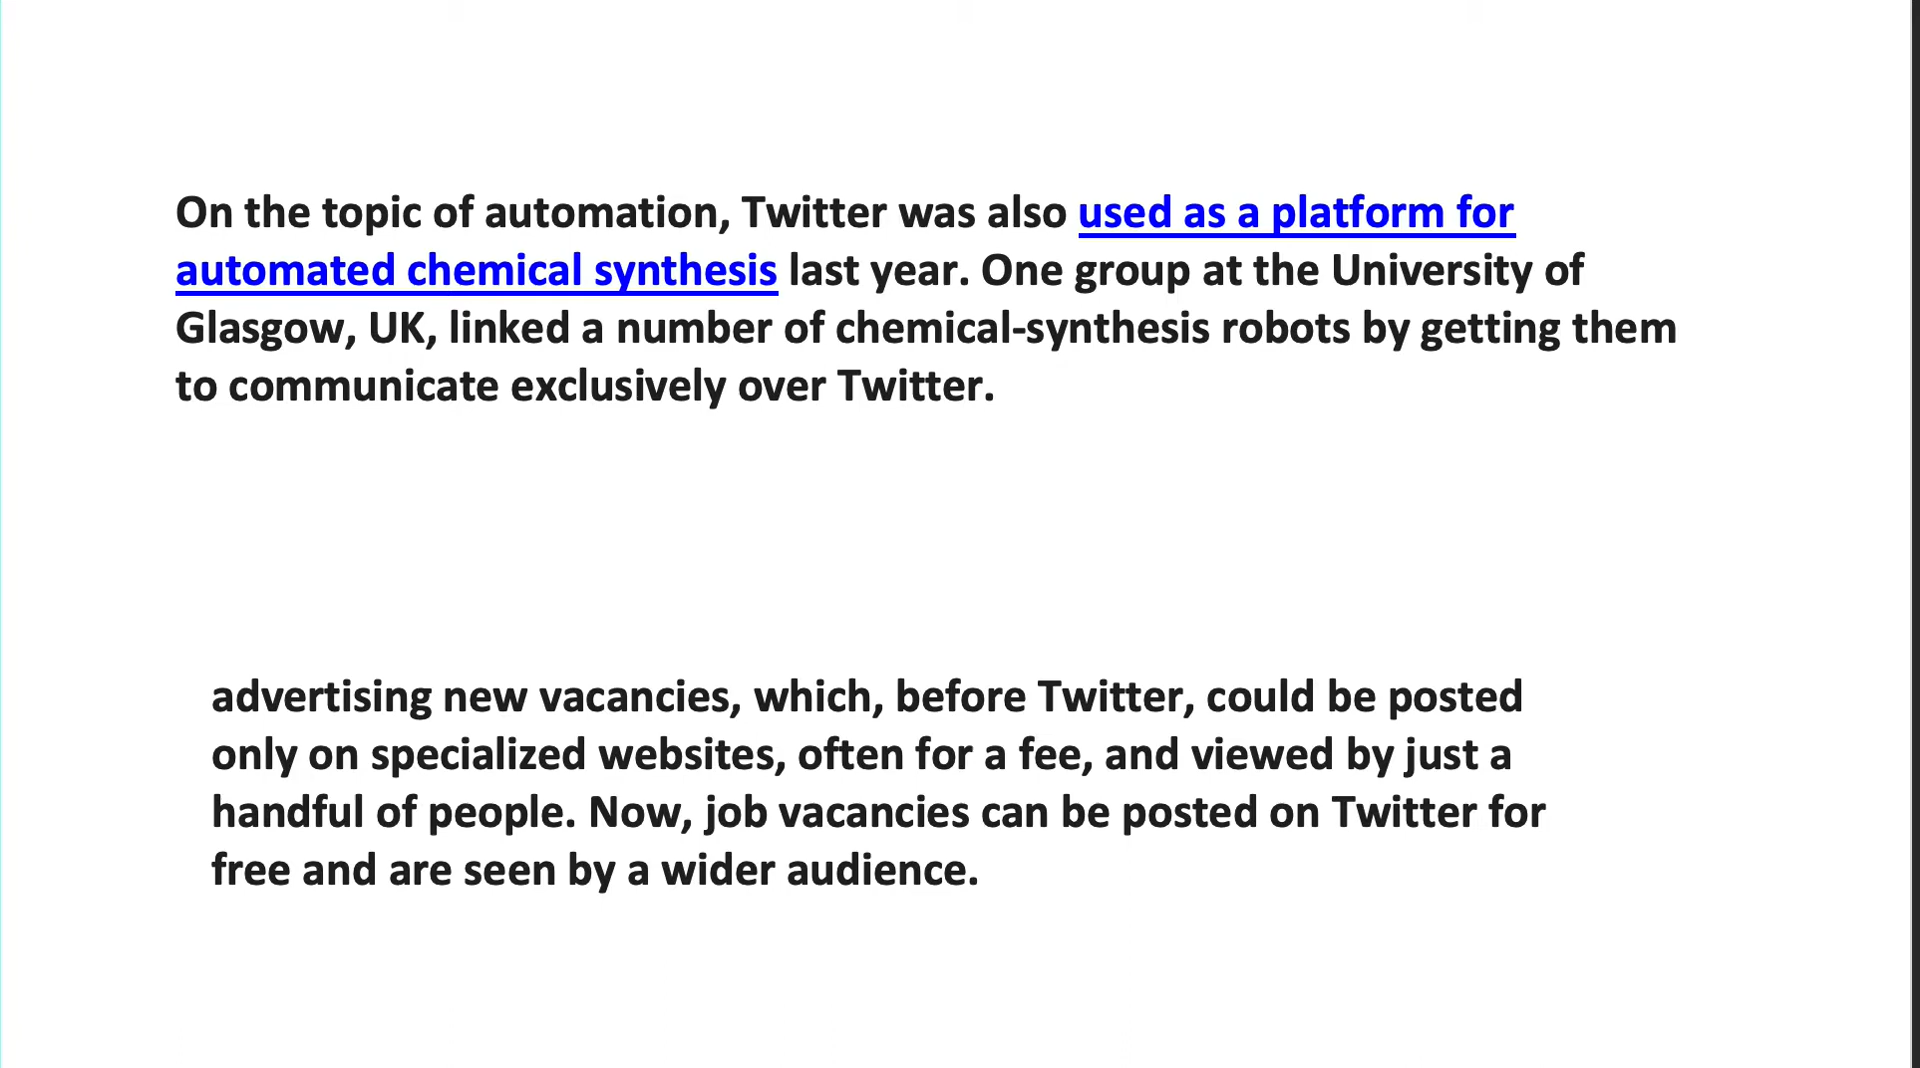 On the topic of automation, Twitter was also used as a platform for
automated chemical synthesis last year. One group at the University of
Glasgow, UK, linked a number of chemical-synthesis robots by getting them
to communicate exclusively over Twitter.
advertising new vacancies, which, before Twitter, could be posted
only on specialized websites, often for a fee, and viewed by just a
handful of people. Now, job vacancies can be posted on Twitter for
free and are seen by a wider audience.